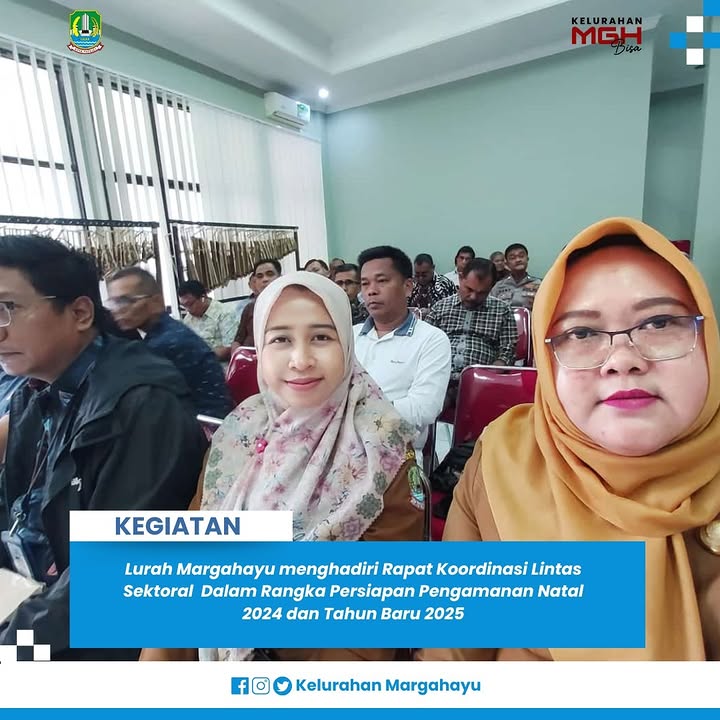 KELURAHAN
MGH
Bisa
KEGIATAN
Lurah Margahayu menghadiri Rapat Koordinasi Lintas
Sektoral Dalam Rangka Persiapan Pengamanan Natal
2024 dan Tahun Baru 2025
Kelurahan Margahayu